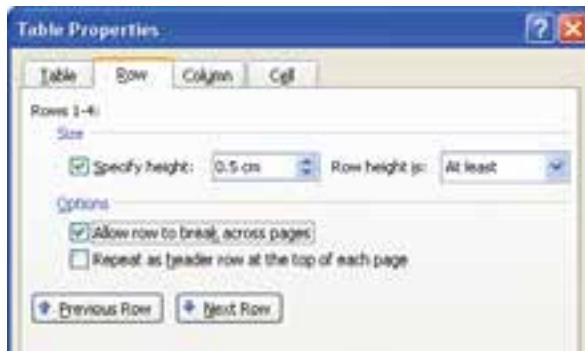 Table Properties
Table Row Column Cell
Rows 1-4:
Size
Specify height: 0.5 cm Row height is: At least
Options
Allow row to break across pages
Repeat as header row at the top of each page
Previous Row Next Row